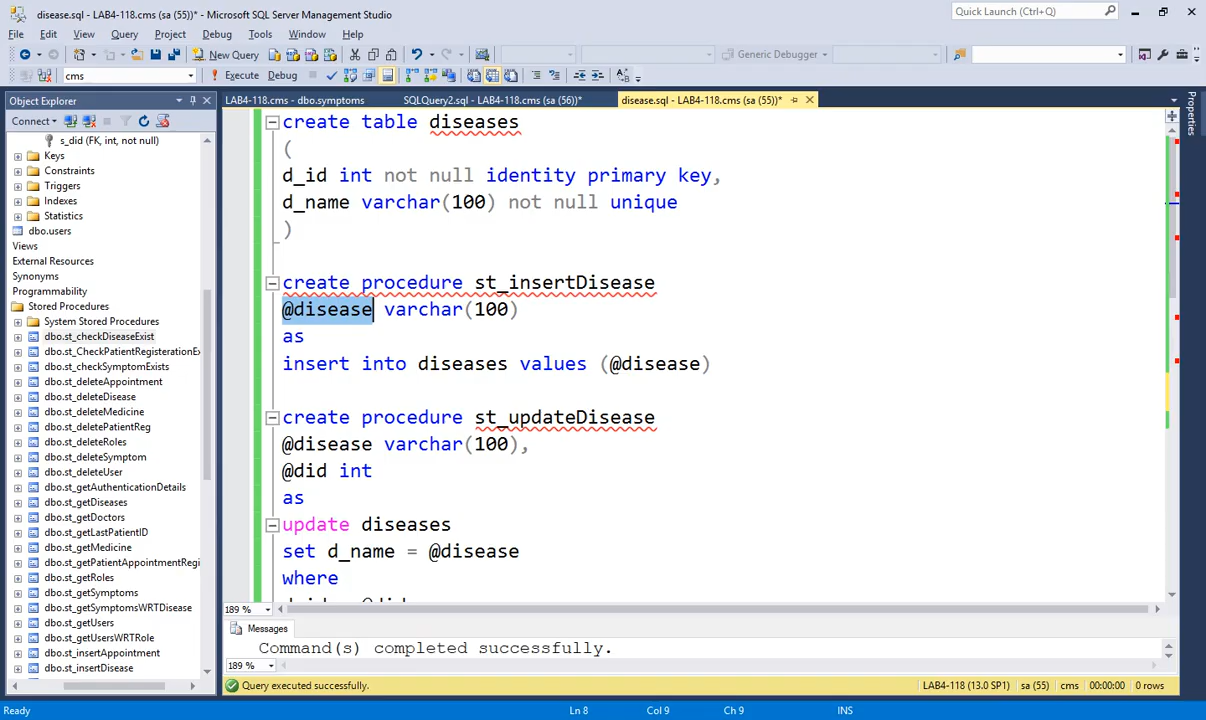 disease.sql - LAB4-118.cms (sa (55))* - Microsoft SQL Server Management Studio
Quick Launch (Ctrl+Q)
File Edit View Query Project Debug Tools Window Help
New Query
Generic Debugger
cms
Execute Debug
Object Explorer
LAB4-118.cms - dbo.symptoms
SQLQuery2.sql - LAB4-118.cms (sa (56))*
disease.sql - LAB4-118.cms (sa (55))*
Properties
Connect
s_did (FK, int, not null)
Keys
Constraints
Triggers
Indexes
Statistics
dbo.users
Views
External Resources
Synonyms
Programmability
Stored Procedures
System Stored Procedures
dbo.st_checkDiseaseExist
dbo.st_CheckPatientRegisterationEx
dbo.st_checkSymptomExists
dbo.st_deleteAppointment
dbo.st_deleteDisease
dbo.st_deleteMedicine
dbo.st_deletePatientReg
dbo.st_deleteRoles
dbo.st_deleteSymptom
dbo.st_deleteUser
dbo.st_getAuthenticationDetails
dbo.st_getDiseases
dbo.st_getDoctors
dbo.st_getLastPatientID
dbo.st_getMedicine
dbo.st_getPatientAppointmentRegi
dbo.st_getRoles
dbo.st_getSymptoms
dbo.st_getSymptomsWRTDisease
dbo.st_getUsers
dbo.st_getUsersWRTRole
dbo.st_insertAppointment
dbo.st_insertDisease
create table diseases
(
d_id int not null identity primary key,
d_name varchar(100) not null unique
)
create procedure st_insertDisease
@disease varchar(100)
as
insert into diseases values (@disease)
create procedure st_updateDisease
@disease varchar(100),
@did int
as
update diseases
set d_name = @disease
where
189 %
Messages
Command(s) completed successfully.
189 %
Query executed successfully.
LAB4-118 (13.0 SP1) sa (55) cms 00:00:00 0 rows
Ready
Ln 8 Col 9 Ch 9 INS